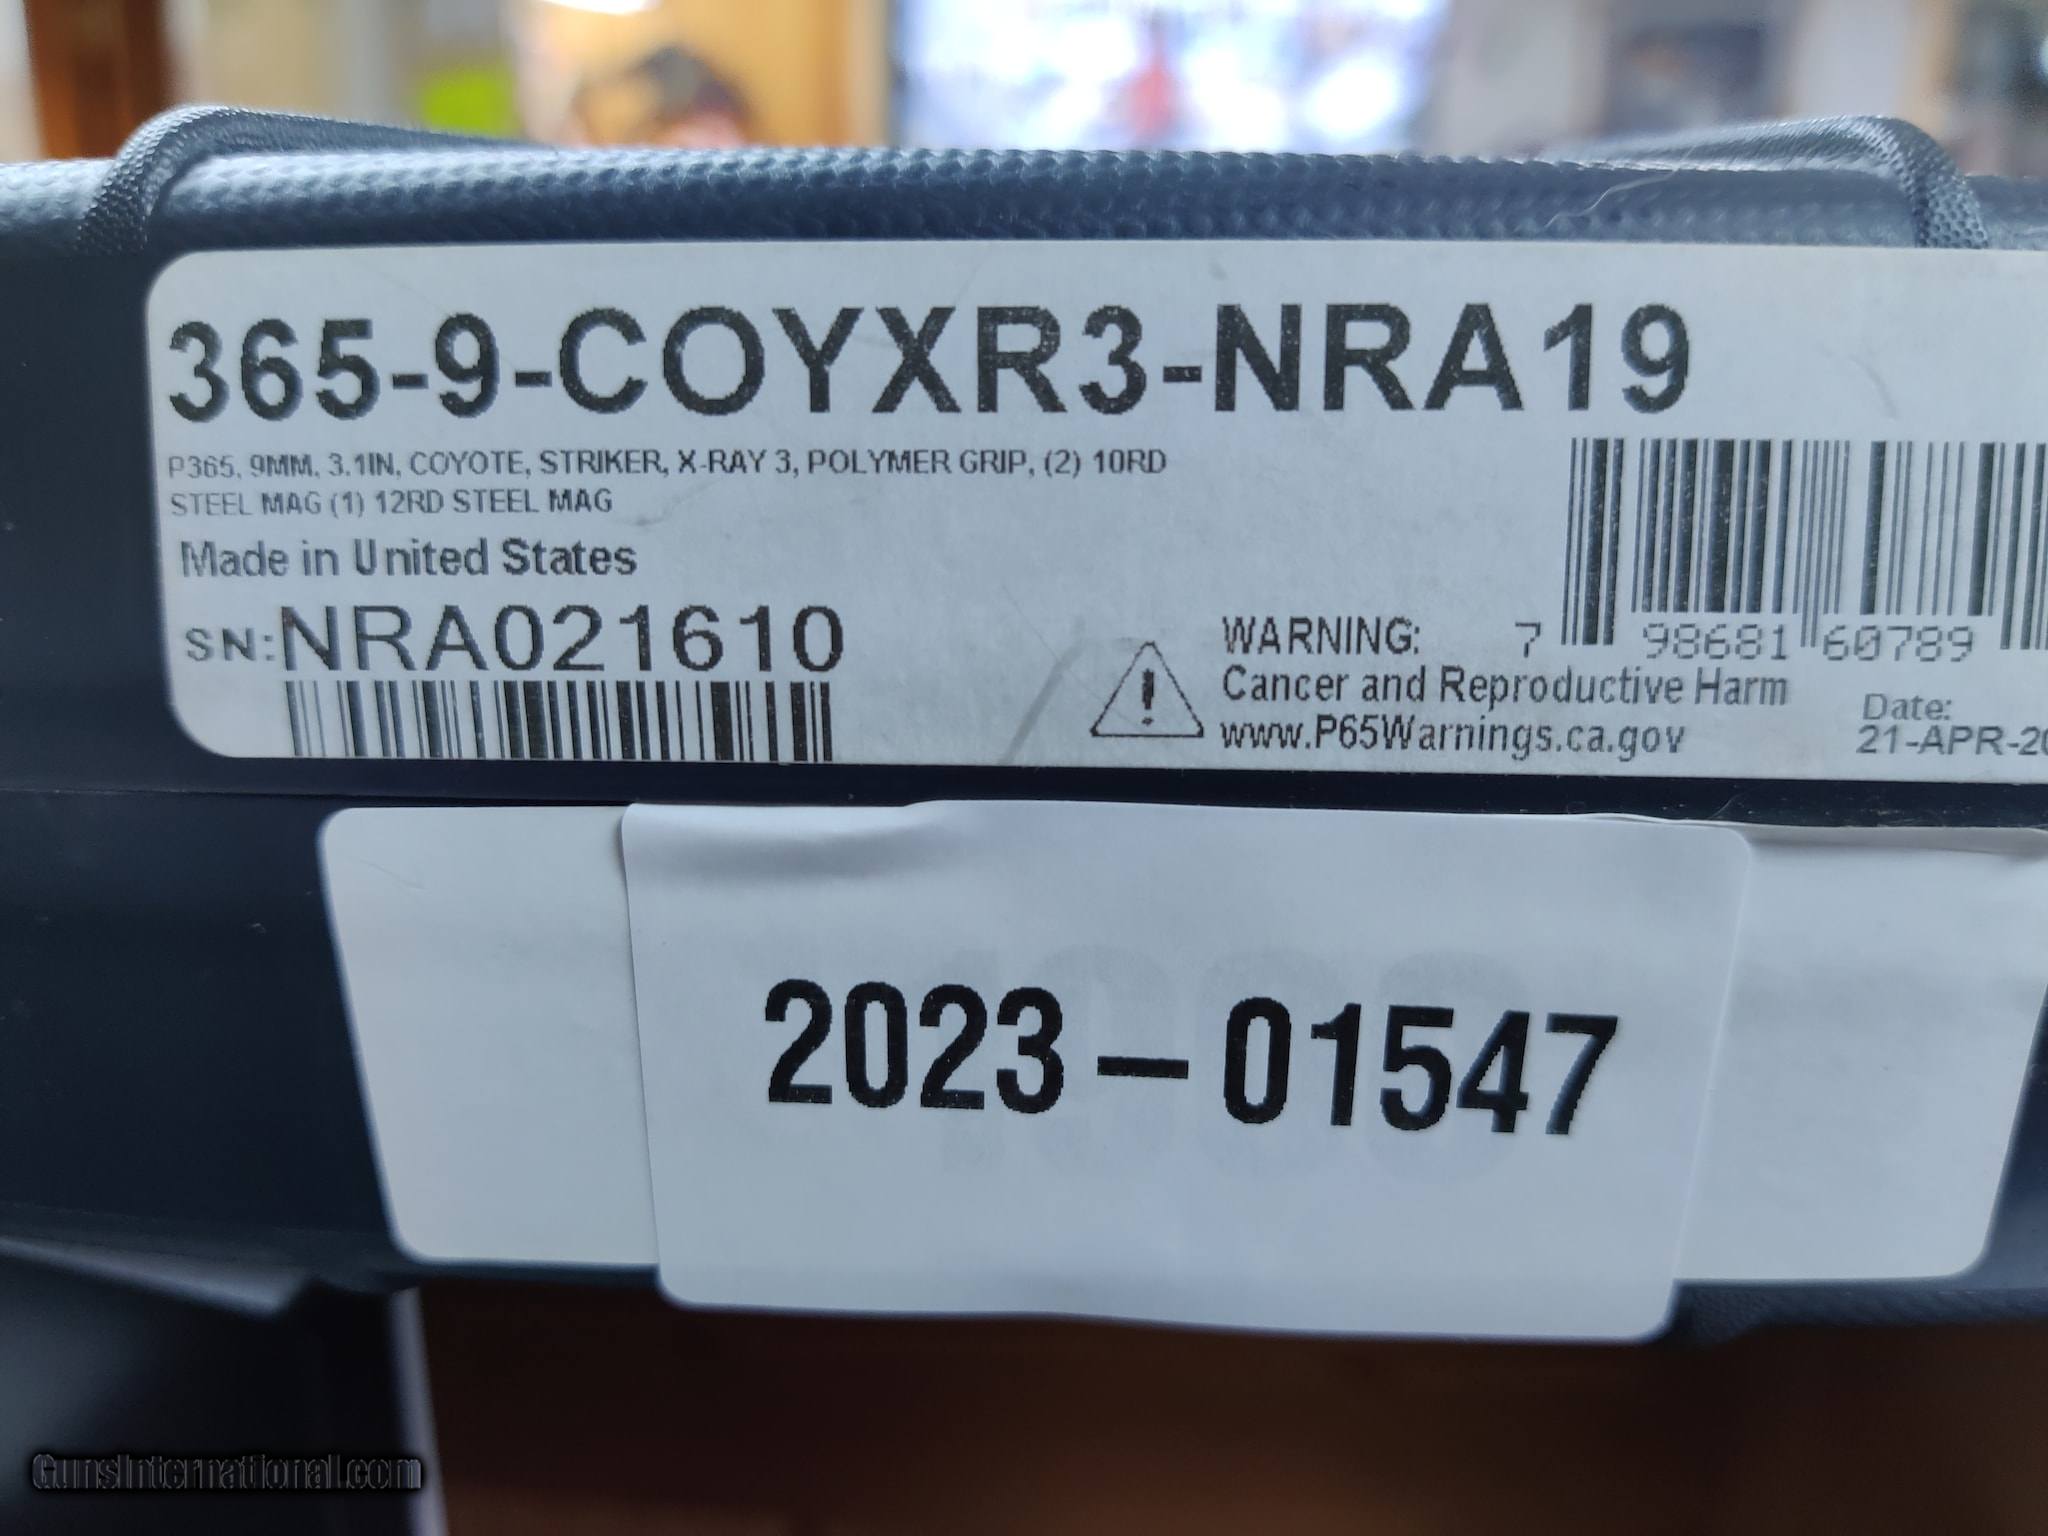 365-9-COYXR3-NRA19
P365, 9MM, 3.1IN, COYOTE, STRIKER, X-RAY 3, POLYMER GRIP, (2) 10RD
STEEL MAG (1) 12RD STEEL MAG
Made in United States
SN:NRA021610
7 98681 60789
WARNING:
Cancer and Reproductive Harm
www.P65Warnings.ca.gov
Date:
21-APR-20
2023-01547
GunsInternational.com